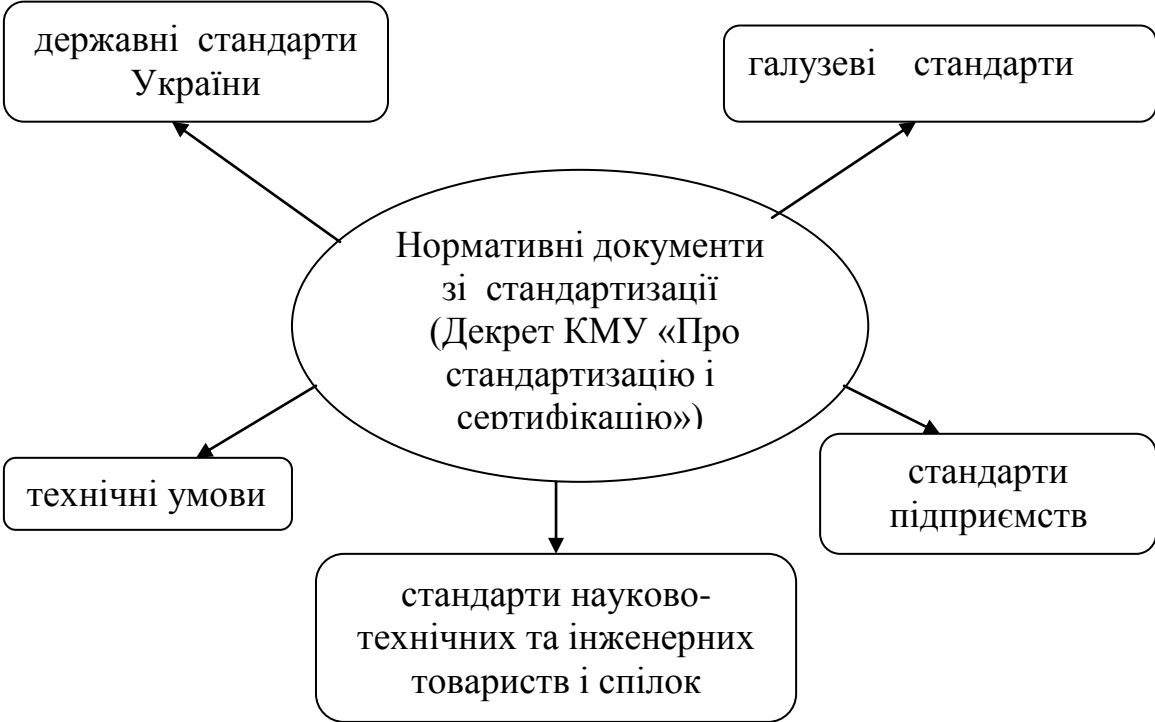 державні стандарти
України
галузеві стандарти
Нормативні документи
зі стандартизації
(Декрет КМУ «Про
стандартизацію і
сертифікацію»)
технічні умови
стандарти
підприємств
стандарти науково-
технічних та інженерних
товариств і спілок